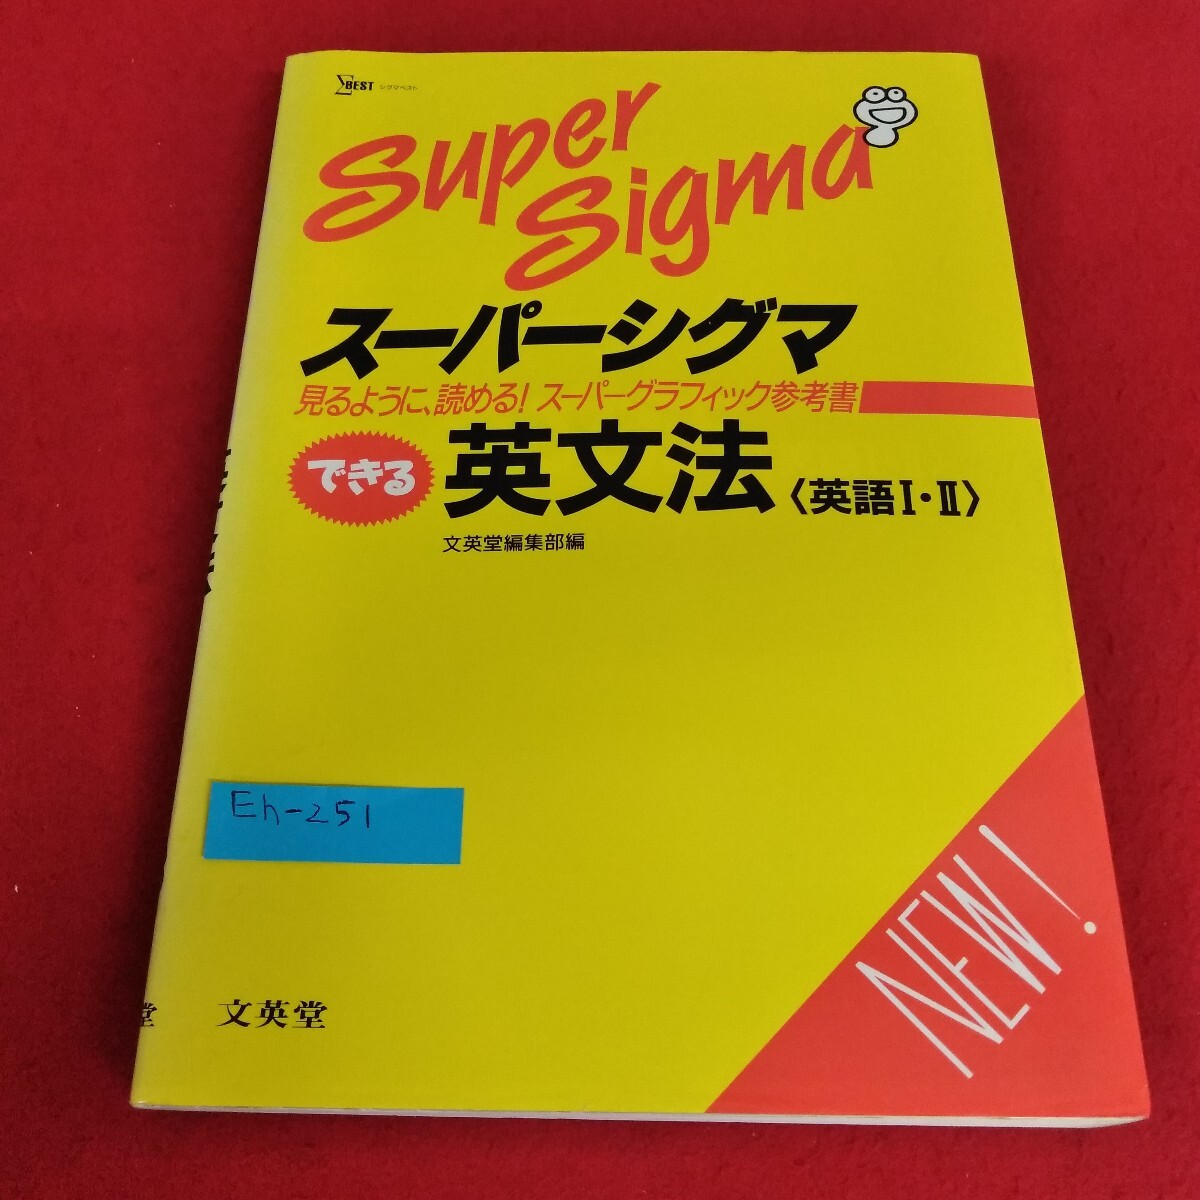 ΣBEST シグマベスト
Super
Sigma
スーパーシグマ
見るように、読める! スーパーグラフィック参考書
できる 英文法〈英語I・II〉
文英堂編集部編
Eh-251
NEW!
文英堂
堂